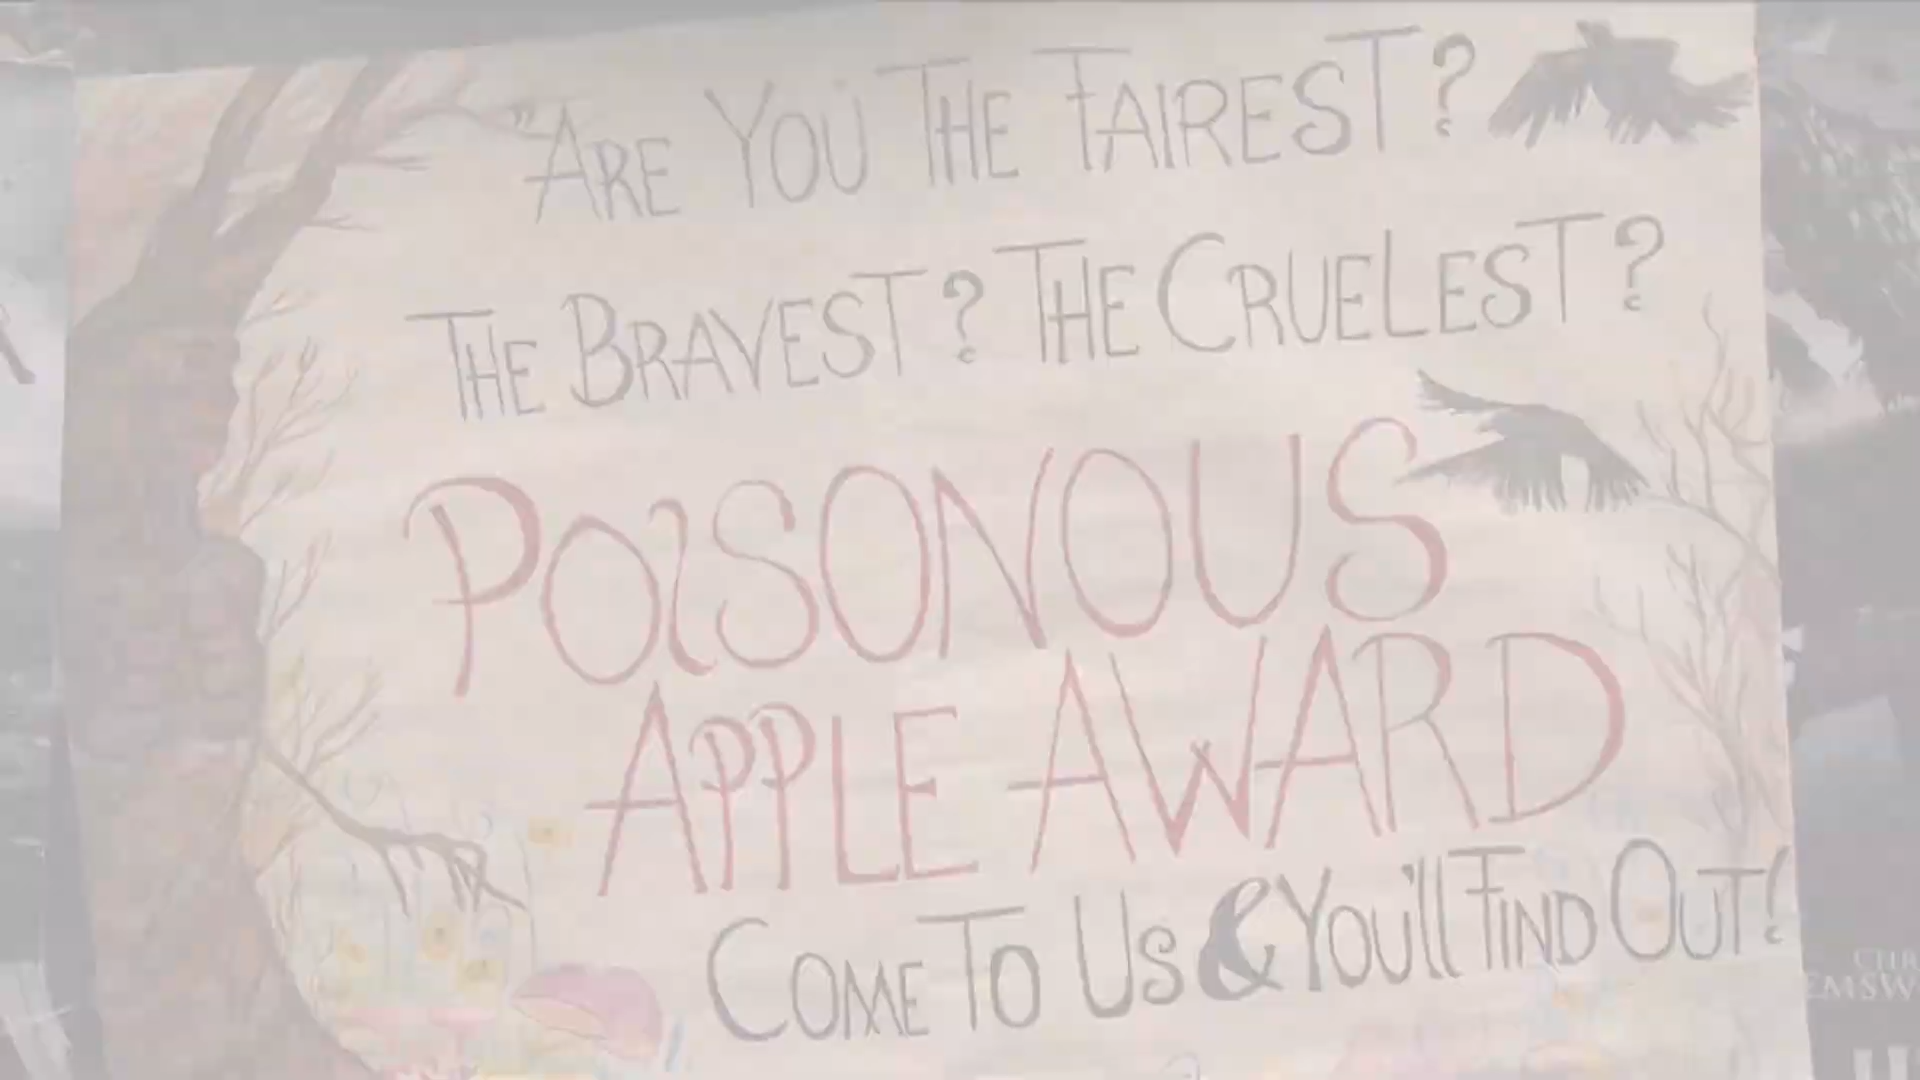 "ARE YOU THE FAIREST?
THE BRAVEST? THE CRUELEST?
POISONOUS
APPLE AWARD
COME TO US & YOU'll FIND OUT!